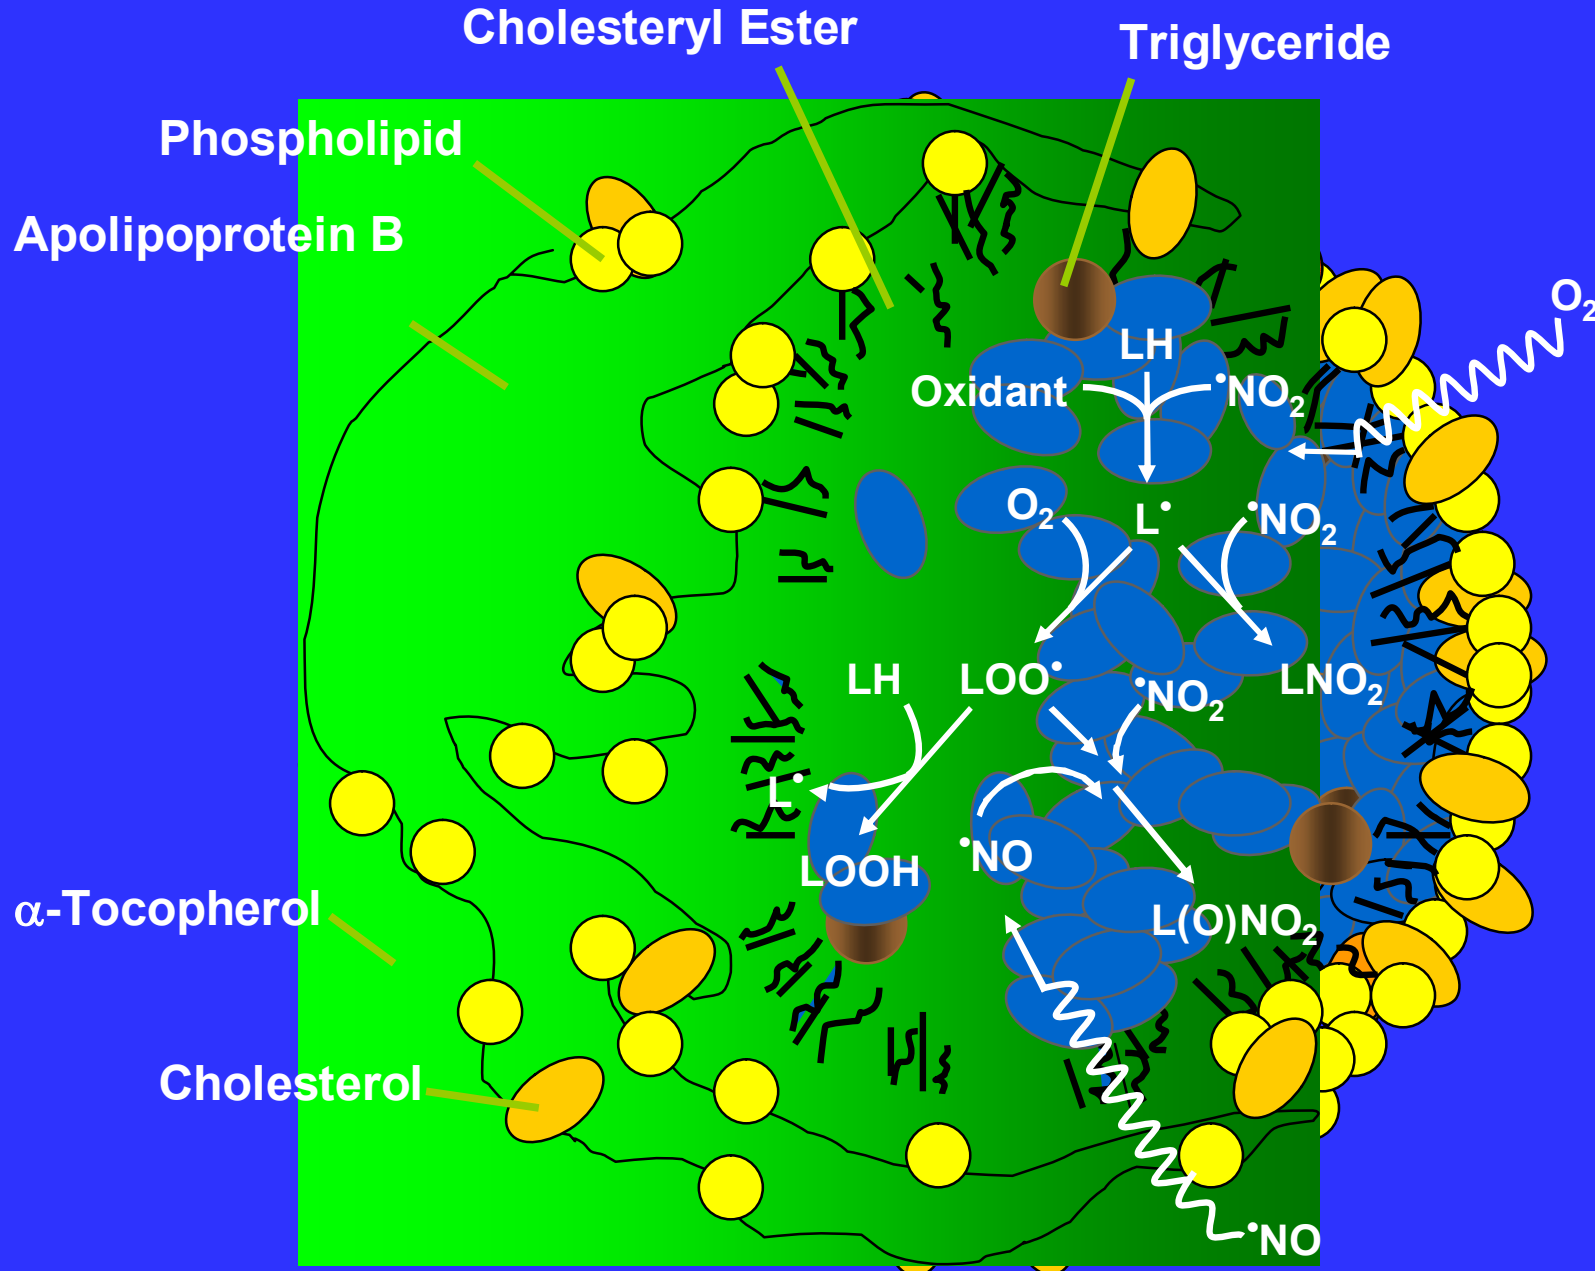 Cholesteryl Ester
Triglyceride
Phospholipid
Apolipoprotein B
O₂
LH
Oxidant
•NO₂
O₂
L•
•NO₂
LH
LOO•
•NO₂
LNO₂
L•
LOOH
•NO
α-Tocopherol
L(O)NO₂
Cholesterol
•NO